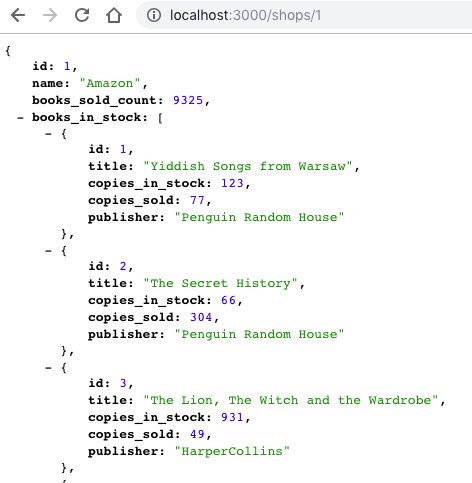 localhost:3000/shops/1
{
id: 1,
name: "Amazon",
books_sold_count: 9325,
- books_in_stock: [
- {
id: 1,
title: "Yiddish Songs from Warsaw",
copies_in_stock: 123,
copies_sold: 77,
publisher: "Penguin Random House"
},
- {
id: 2,
title: "The Secret History",
copies_in_stock: 66,
copies_sold: 304,
publisher: "Penguin Random House"
},
- {
id: 3,
title: "The Lion, The Witch and the Wardrobe",
copies_in_stock: 931,
copies_sold: 49,
publisher: "HarperCollins"
},